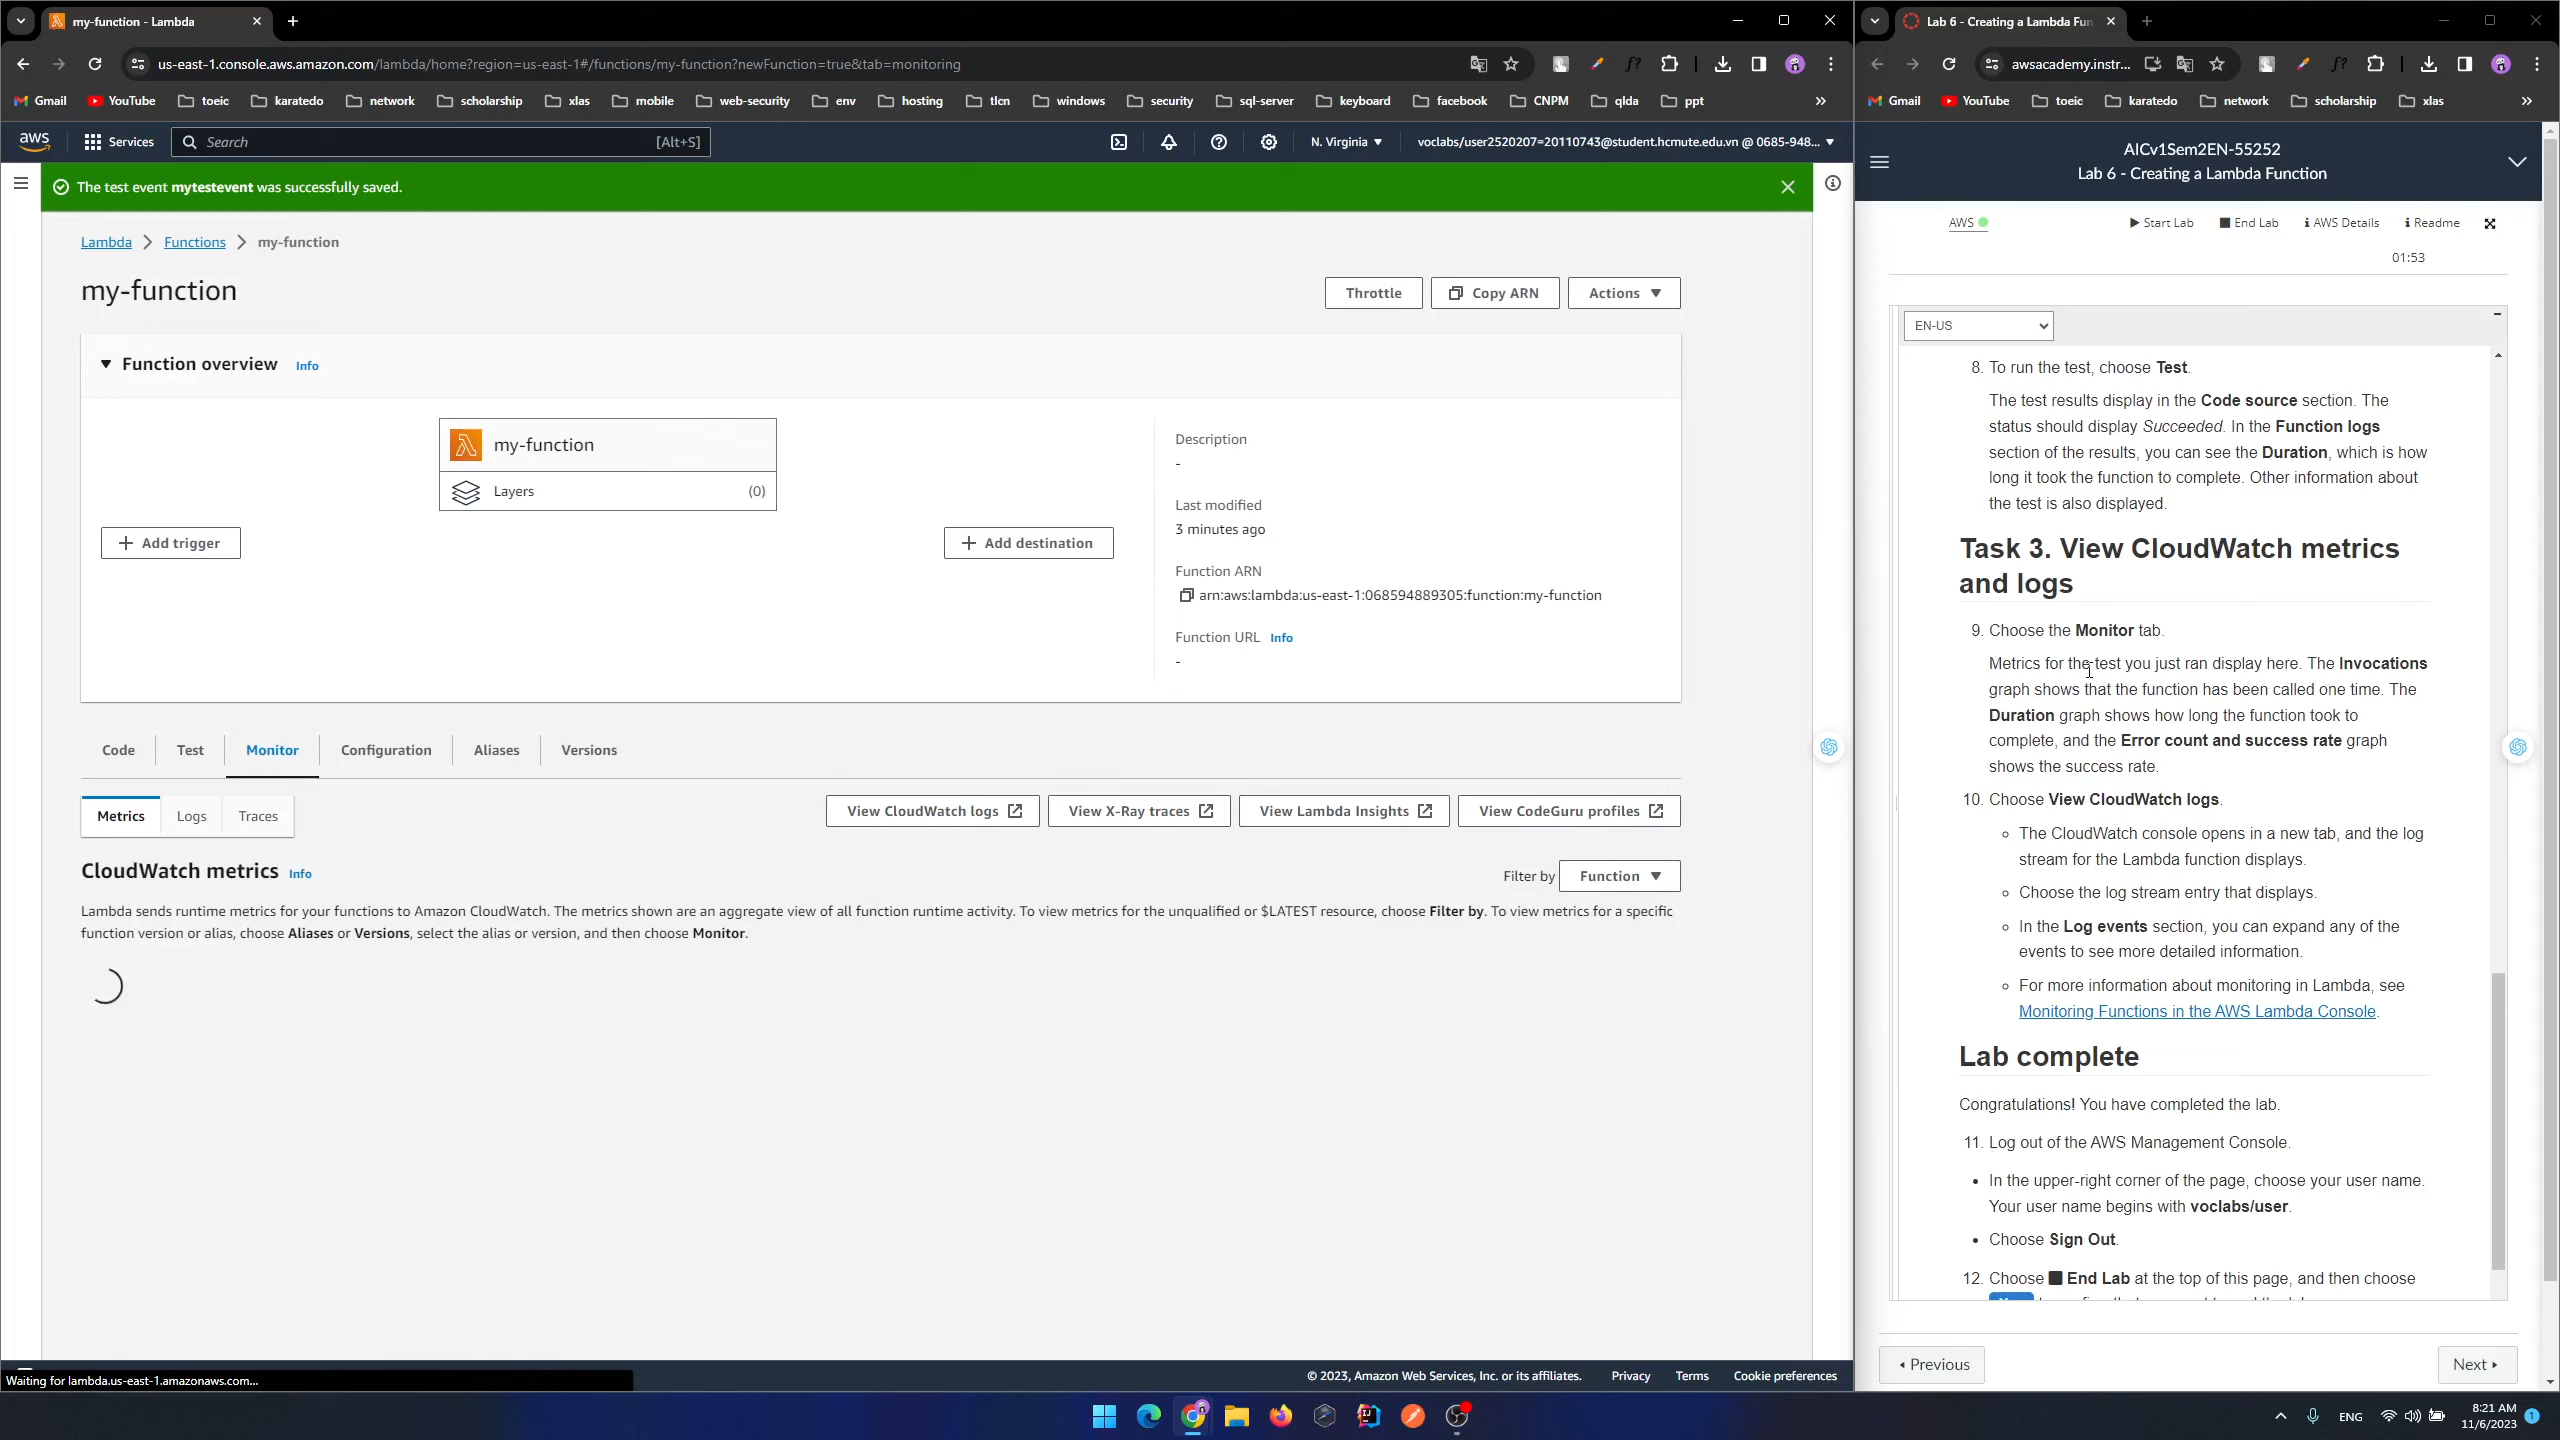 my-function - Lambda
us-east-1.console.aws.amazon.com/lambda/home?region=us-east-1#/functions/my-function?newFunction=true&tab=monitoring
Gmail YouTube toeic karatedo network scholarship xlas mobile web-security env hosting tlcn windows security sql-server keyboard facebook CNPM qlda ppt »
aws Services Search [Alt+S] N. Virginia voclabs/user2520207=20110743@student.hcmute.edu.vn @ 0685-948...
The test event mytestevent was successfully saved.
Lambda Functions my-function
my-function
Throttle Copy ARN Actions
Function overview Info
my-function
Layers (0)
Add trigger
Add destination
Description
-
Last modified
3 minutes ago
Function ARN
arn:aws:lambda:us-east-1:068594889305:function:my-function
Function URL Info
-
Code Test Monitor Configuration Aliases Versions
Metrics Logs Traces
View CloudWatch logs View X-Ray traces View Lambda Insights View CodeGuru profiles
CloudWatch metrics Info
Filter by Function
Lambda sends runtime metrics for your functions to Amazon CloudWatch. The metrics shown are an aggregate view of all function runtime activity. To view metrics for the unqualified or $LATEST resource, choose Filter by. To view metrics for a specific
function version or alias, choose Aliases or Versions, select the alias or version, and then choose Monitor.
Waiting for lambda.us-east-1.amazonaws.com...
© 2023, Amazon Web Services, Inc. or its affiliates. Privacy Terms Cookie preferences
Lab 6 - Creating a Lambda Fun
awsacademy.instr...
Gmail YouTube toeic karatedo network scholarship xlas »
AICv1Sem2EN-55252
Lab 6 - Creating a Lambda Function
AWS Start Lab End Lab AWS Details Readme
01:53
EN-US
8. To run the test, choose Test.
The test results display in the Code source section. The
status should display Succeeded. In the Function logs
section of the results, you can see the Duration, which is how
long it took the function to complete. Other information about
the test is also displayed.
Task 3. View CloudWatch metrics
and logs
9. Choose the Monitor tab.
Metrics for the test you just ran display here. The Invocations
graph shows that the function has been called one time. The
Duration graph shows how long the function took to
complete, and the Error count and success rate graph
shows the success rate.
10. Choose View CloudWatch logs.
The CloudWatch console opens in a new tab, and the log
stream for the Lambda function displays.
Choose the log stream entry that displays.
In the Log events section, you can expand any of the
events to see more detailed information.
For more information about monitoring in Lambda, see
Monitoring Functions in the AWS Lambda Console.
Lab complete
Congratulations! You have completed the lab.
11. Log out of the AWS Management Console.
In the upper-right corner of the page, choose your user name.
Your user name begins with voclabs/user.
Choose Sign Out.
12. Choose End Lab at the top of this page, and then choose
Previous Next
ENG 8:21 AM
11/6/2023 1